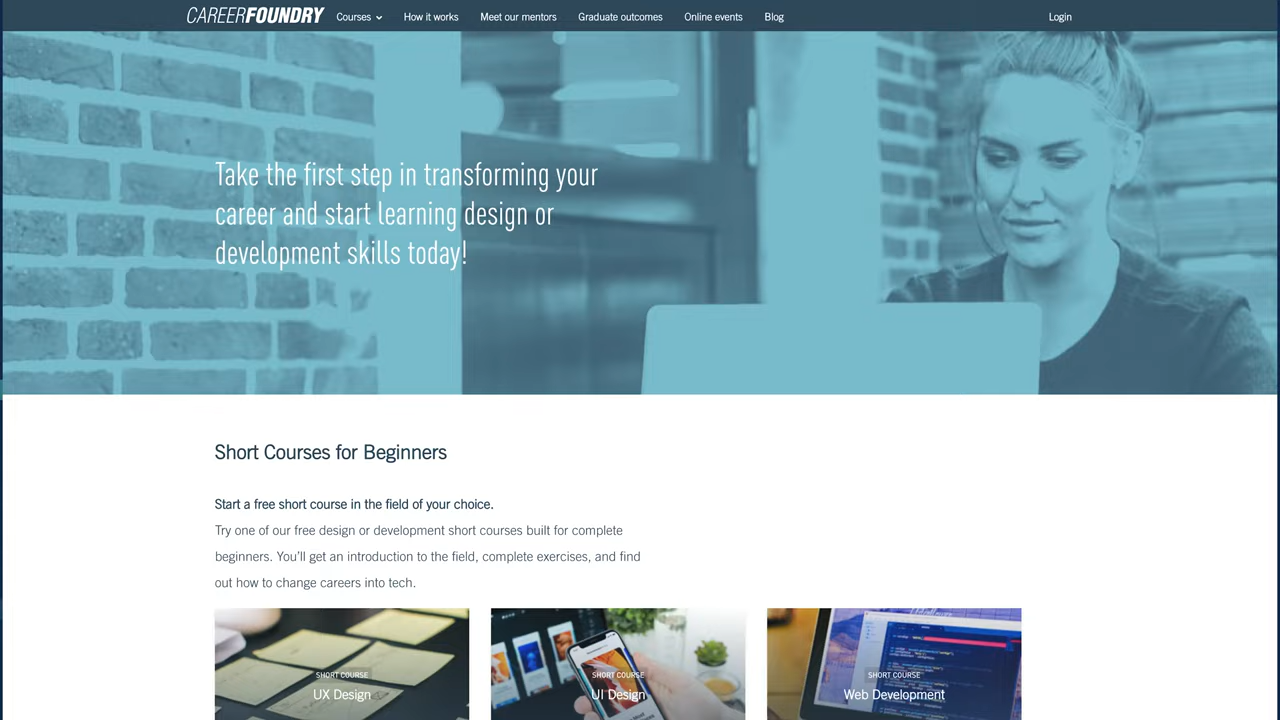 CAREERFOUNDRY Courses How it works Meet our mentors Graduate outcomes Online events Blog Login
Take the first step in transforming your
career and start learning design or
development skills today!
Short Courses for Beginners
Start a free short course in the field of your choice.
Try one of our free design or development short courses built for complete
beginners. You'll get an introduction to the field, complete exercises, and find
out how to change careers into tech.
SHORT COURSE SHORT COURSE SHORT COURSE
UX Design UI Design Web Development